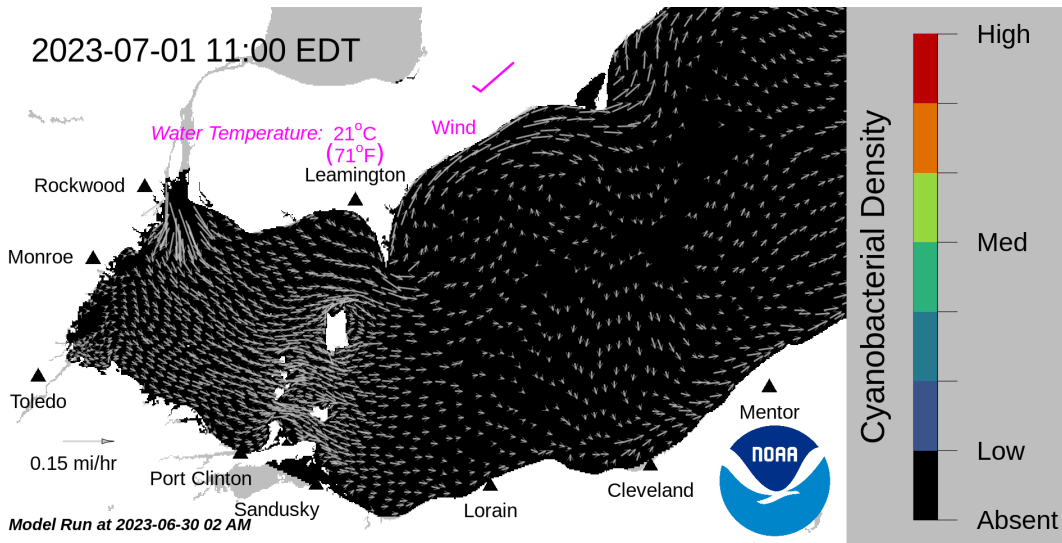 2023-07-01 11:00 EDT
Water Temperature: 21°C
(71°F)
Wind
Leamington
Rockwood
Monroe
Toledo
0.15 mi/hr
Port Clinton
Sandusky
Lorain
Cleveland
Mentor
NOAA
Model Run at 2023-06-30 02 AM
Cyanobacterial Density
High
Med
Low
Absent